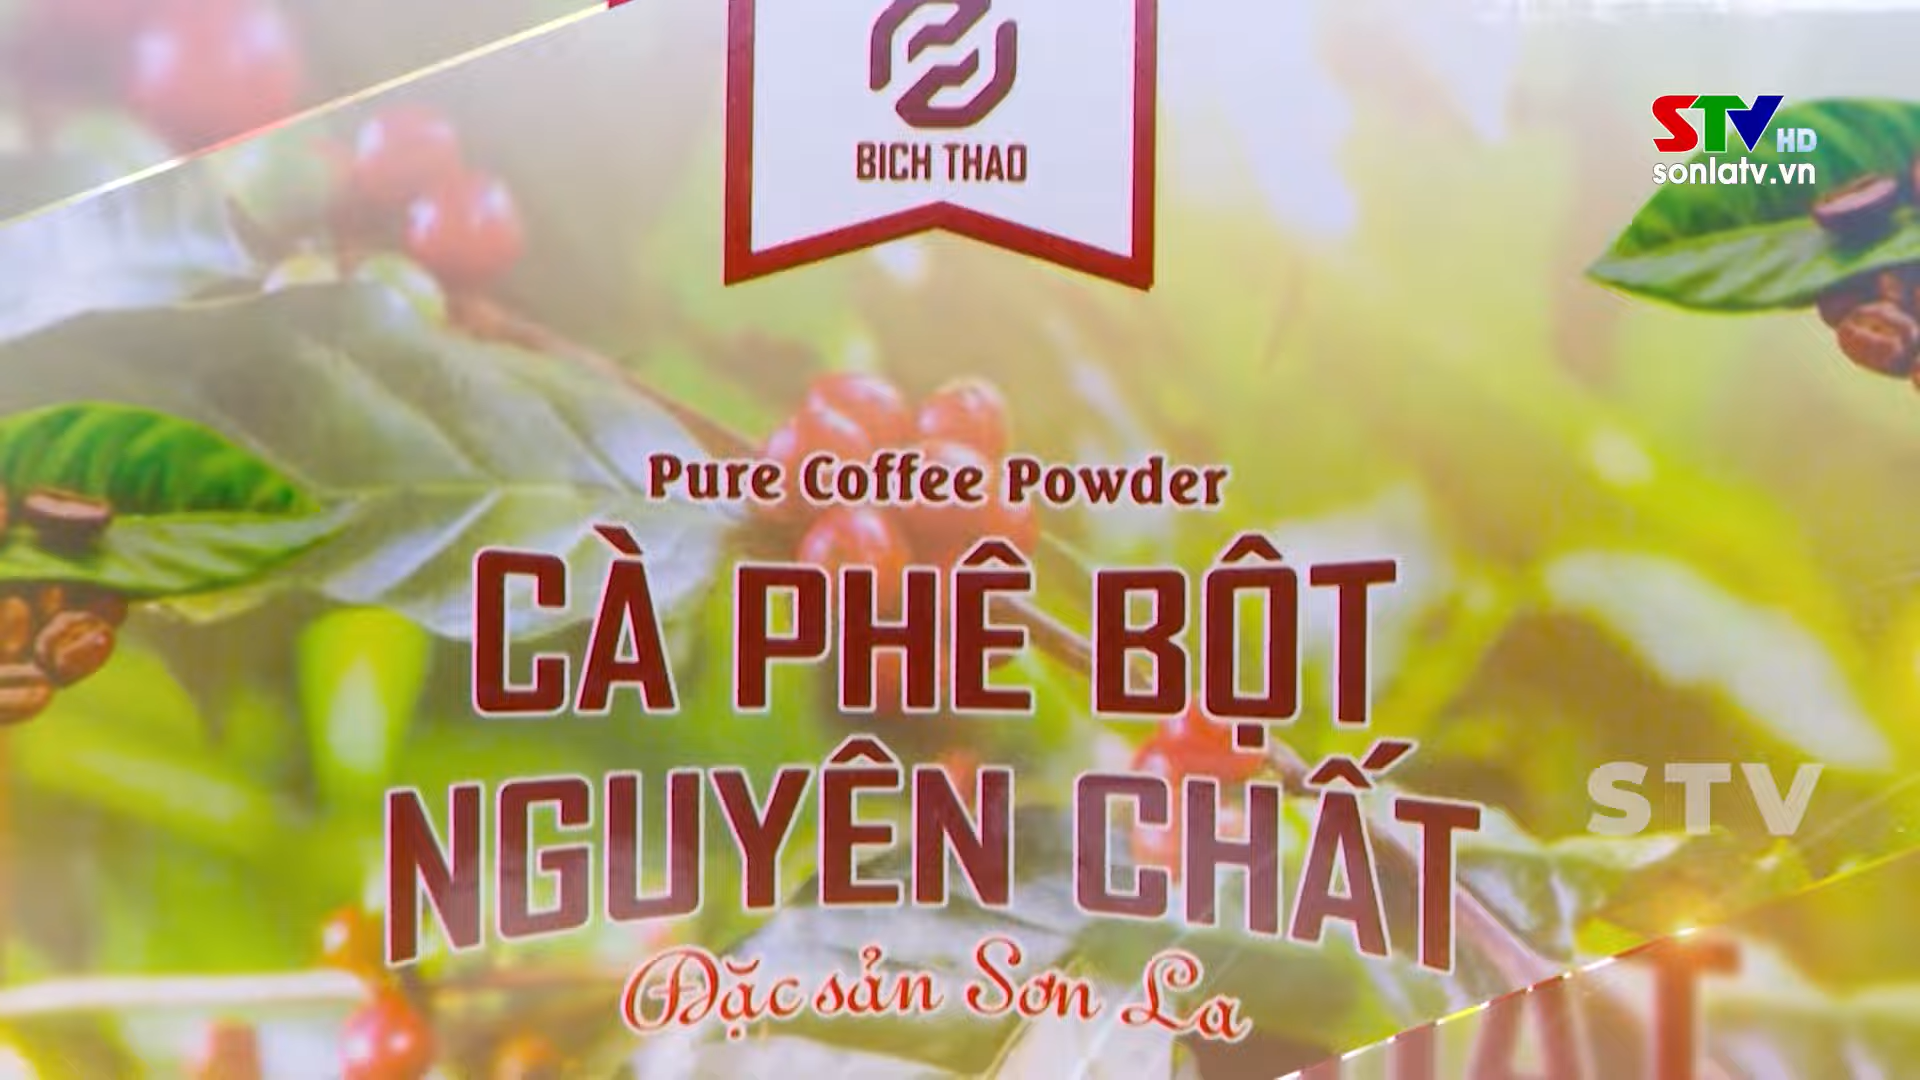 BICH THAO
STV HD
sonlatv.vn
Pure Coffee Powder
CÀ PHÊ BỘT
NGUYÊN CHẤT
STV
Đặc sản Sơn La